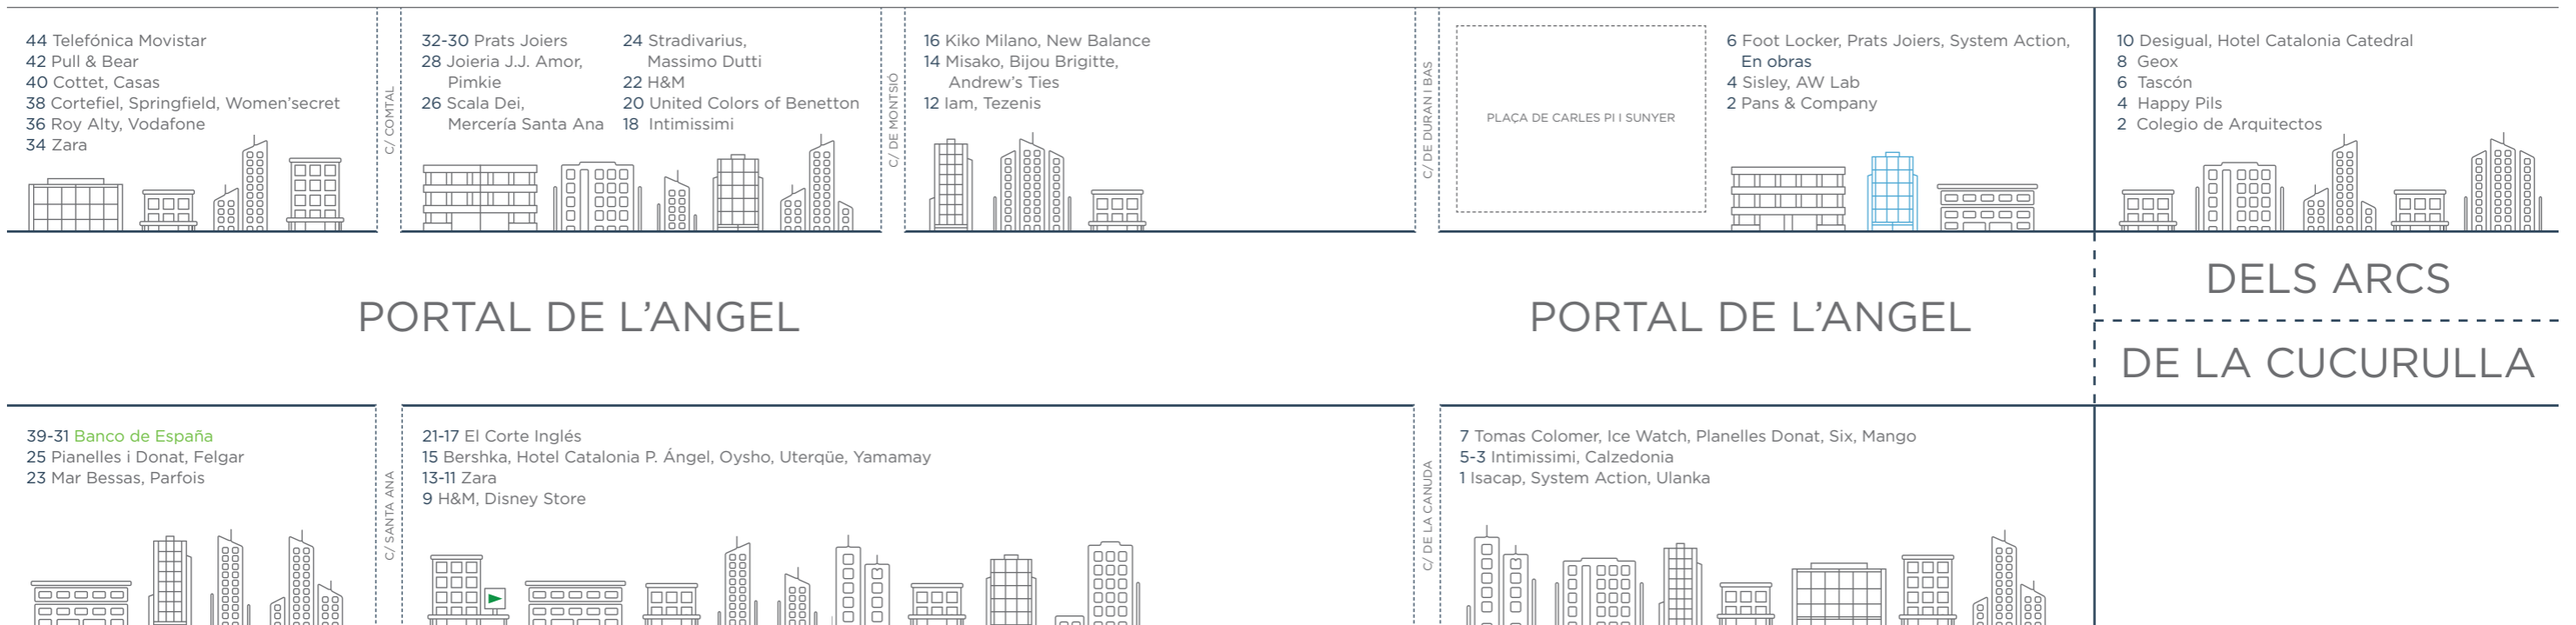 44 Telefónica Movistar
42 Pull & Bear
40 Cottet, Casas
38 Cortefiel, Springfield, Women'secret
36 Roy Alty, Vodafone
34 Zara
C/ COMTAL
32-30 Prats Joiers
28 Joieria J.J. Amor,
Pimkie
26 Scala Dei,
Mercería Santa Ana
24 Stradivarius,
Massimo Dutti
22 H&M
20 United Colors of Benetton
18 Intimissimi
C/ DE MONTSIÓ
16 Kiko Milano, New Balance
14 Misako, Bijou Brigitte,
Andrew's Ties
12 Iam, Tezenis
C/ DE DURAN I BAS
PLAÇA DE CARLES PI I SUNYER
6 Foot Locker, Prats Joiers, System Action,
En obras
4 Sisley, AW Lab
2 Pans & Company
10 Desigual, Hotel Catalonia Catedral
8 Geox
6 Tascón
4 Happy Pils
2 Colegio de Arquitectos
PORTAL DE L'ANGEL
PORTAL DE L'ANGEL
DELS ARCS
DE LA CUCURULLA
39-31 Banco de España
25 Pianelles i Donat, Felgar
23 Mar Bessas, Parfois
C/ SANTA ANA
21-17 El Corte Inglés
15 Bershka, Hotel Catalonia P. Ángel, Oysho, Uterqüe, Yamamay
13-11 Zara
9 H&M, Disney Store
C/ DE LA CANUDA
7 Tomas Colomer, Ice Watch, Planelles Donat, Six, Mango
5-3 Intimissimi, Calzedonia
1 Isacap, System Action, Ulanka